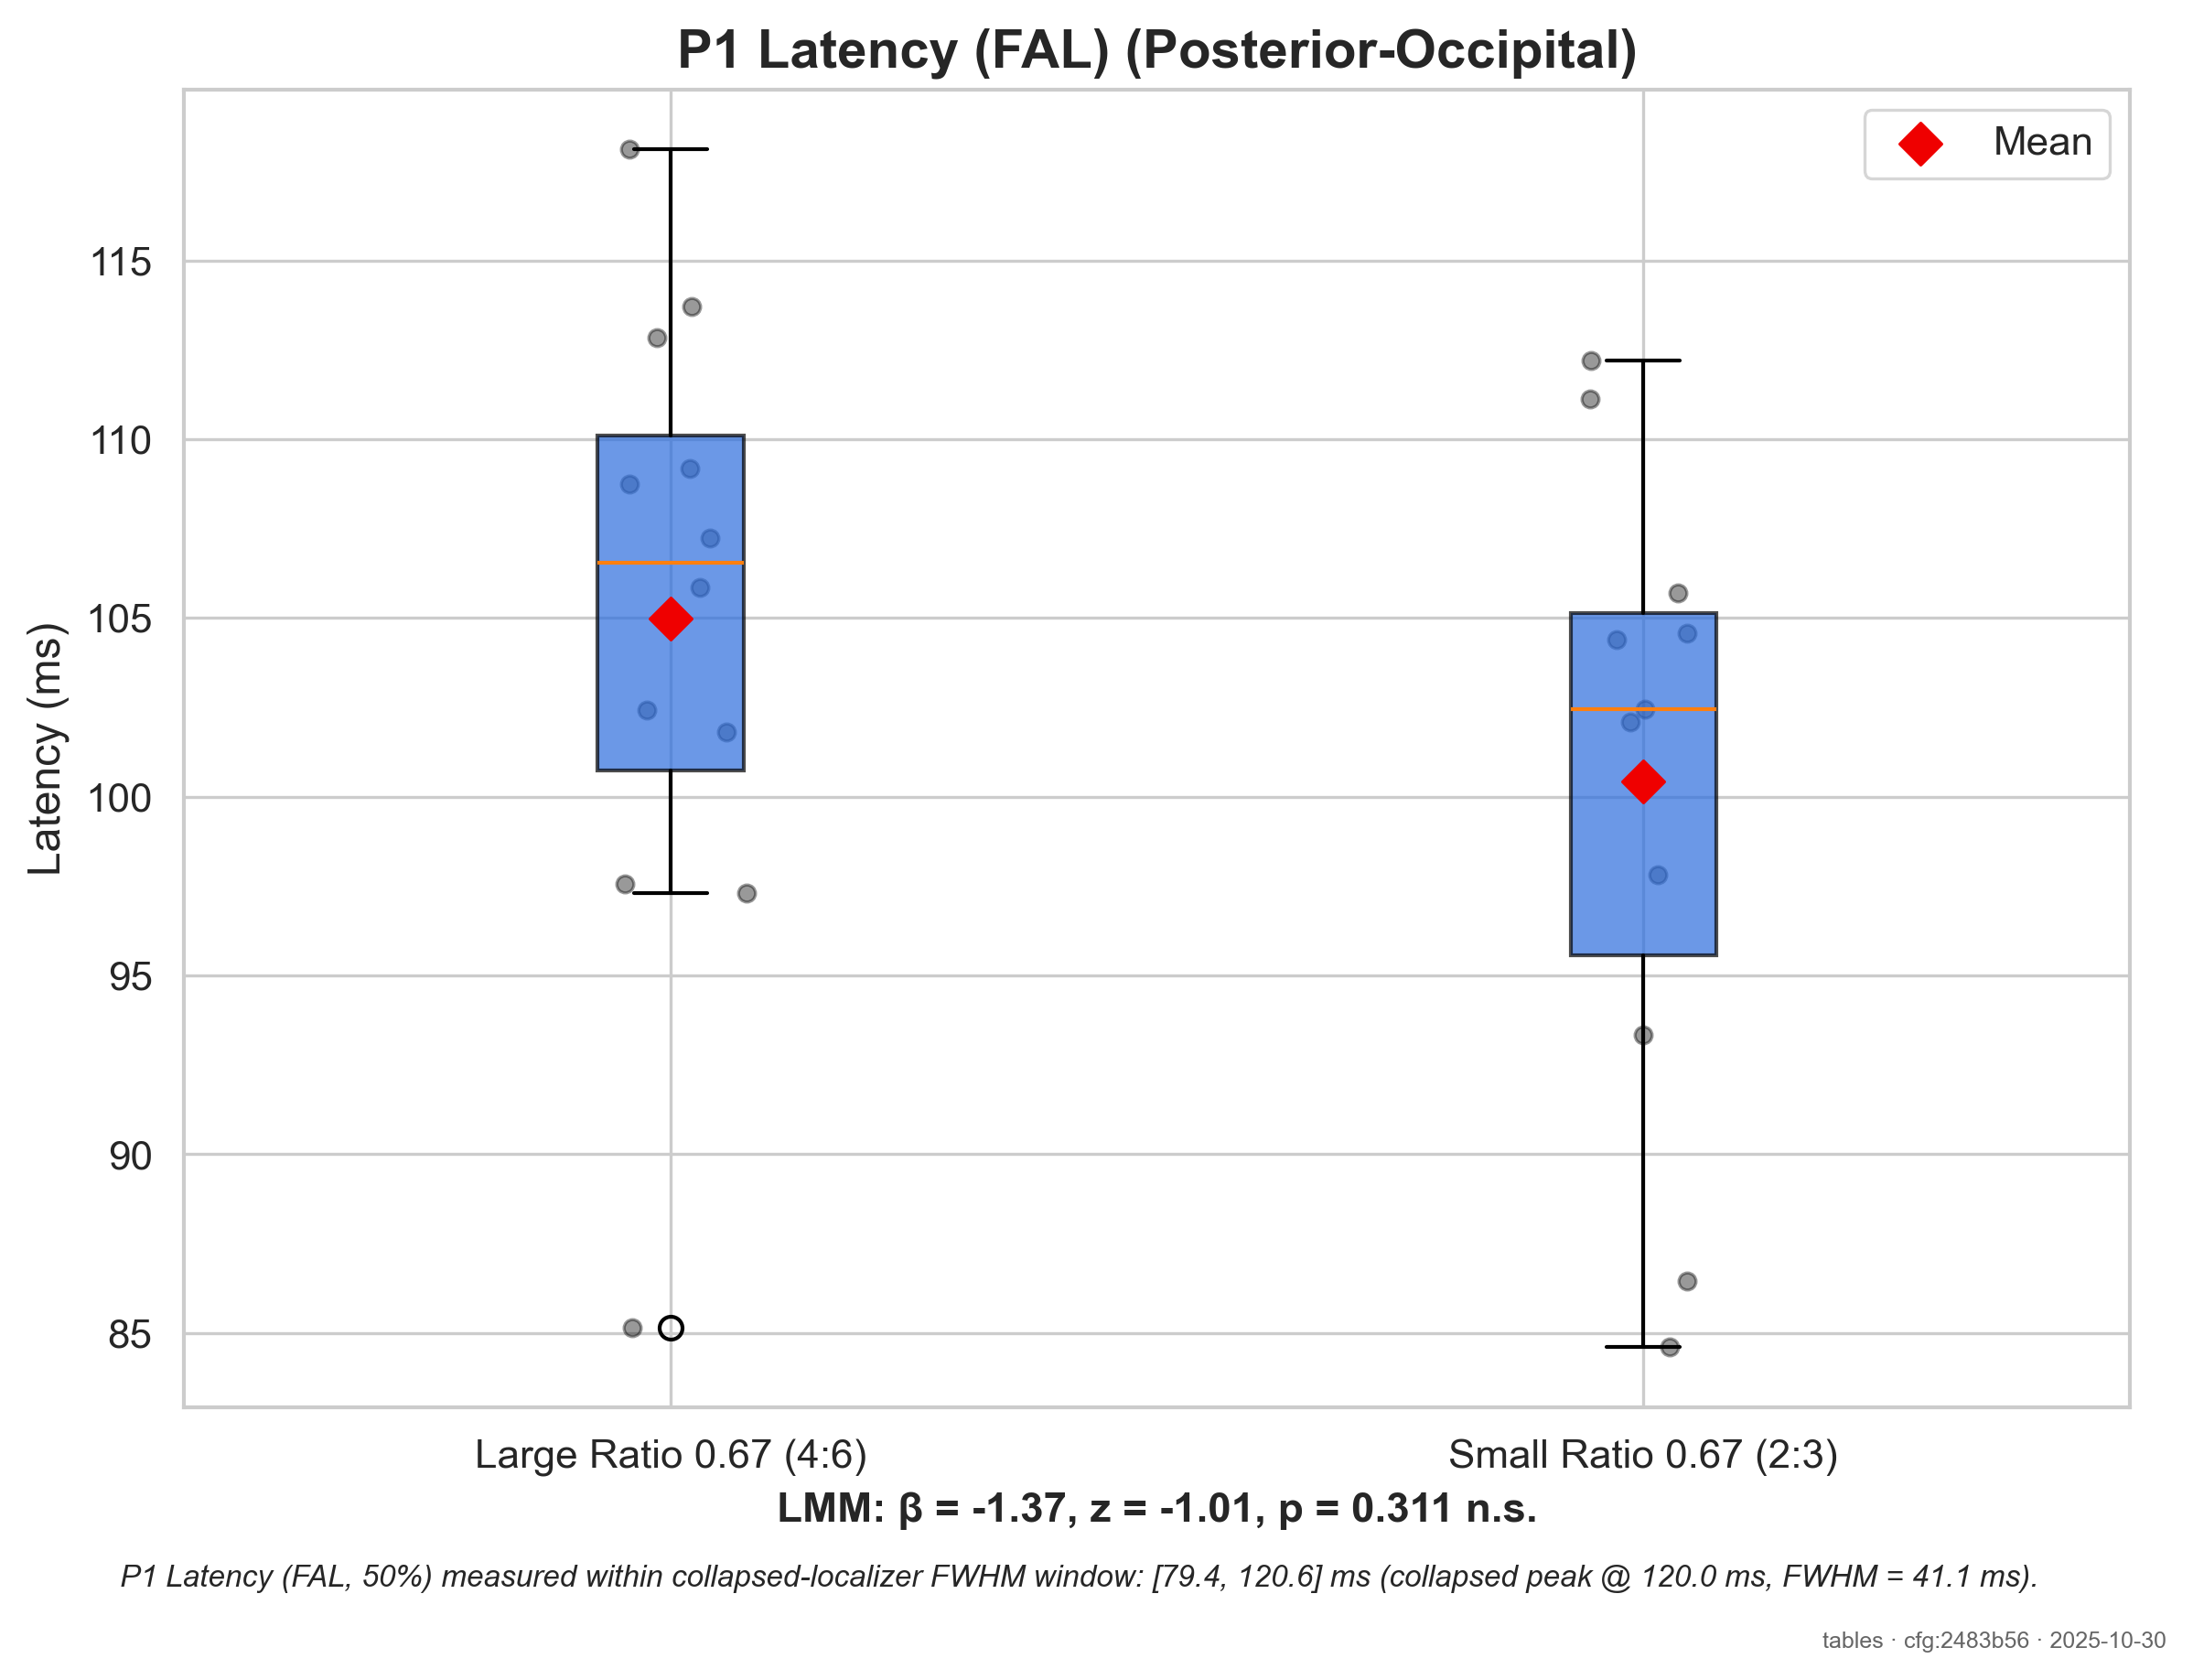 P1 Latency (FAL) (Posterior-Occipital)
Mean
Latency (ms)
115
110
105
100
95
90
85
Large Ratio 0.67 (4:6)
Small Ratio 0.67 (2:3)
LMM: β = -1.37, z = -1.01, p = 0.311 n.s.
P1 Latency (FAL, 50%) measured within collapsed-localizer FWHM window: [79.4, 120.6] ms (collapsed peak @ 120.0 ms, FWHM = 41.1 ms).
tables · cfg:2483b56 · 2025-10-30